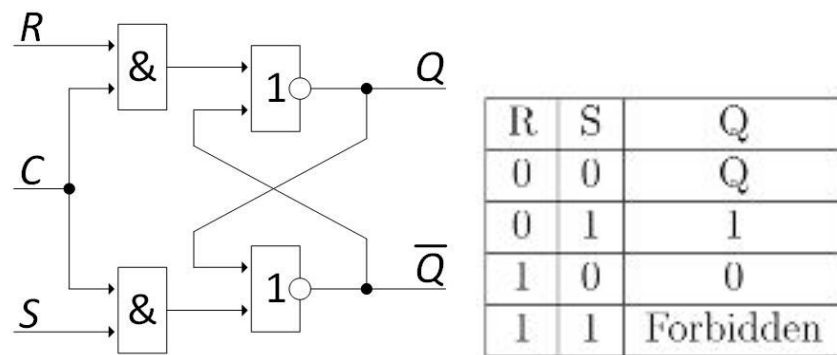 R
&
1
Q
C
S
&
1
Q̅
R S Q
0 0 Q
0 1 1
1 0 0
1 1 Forbidden